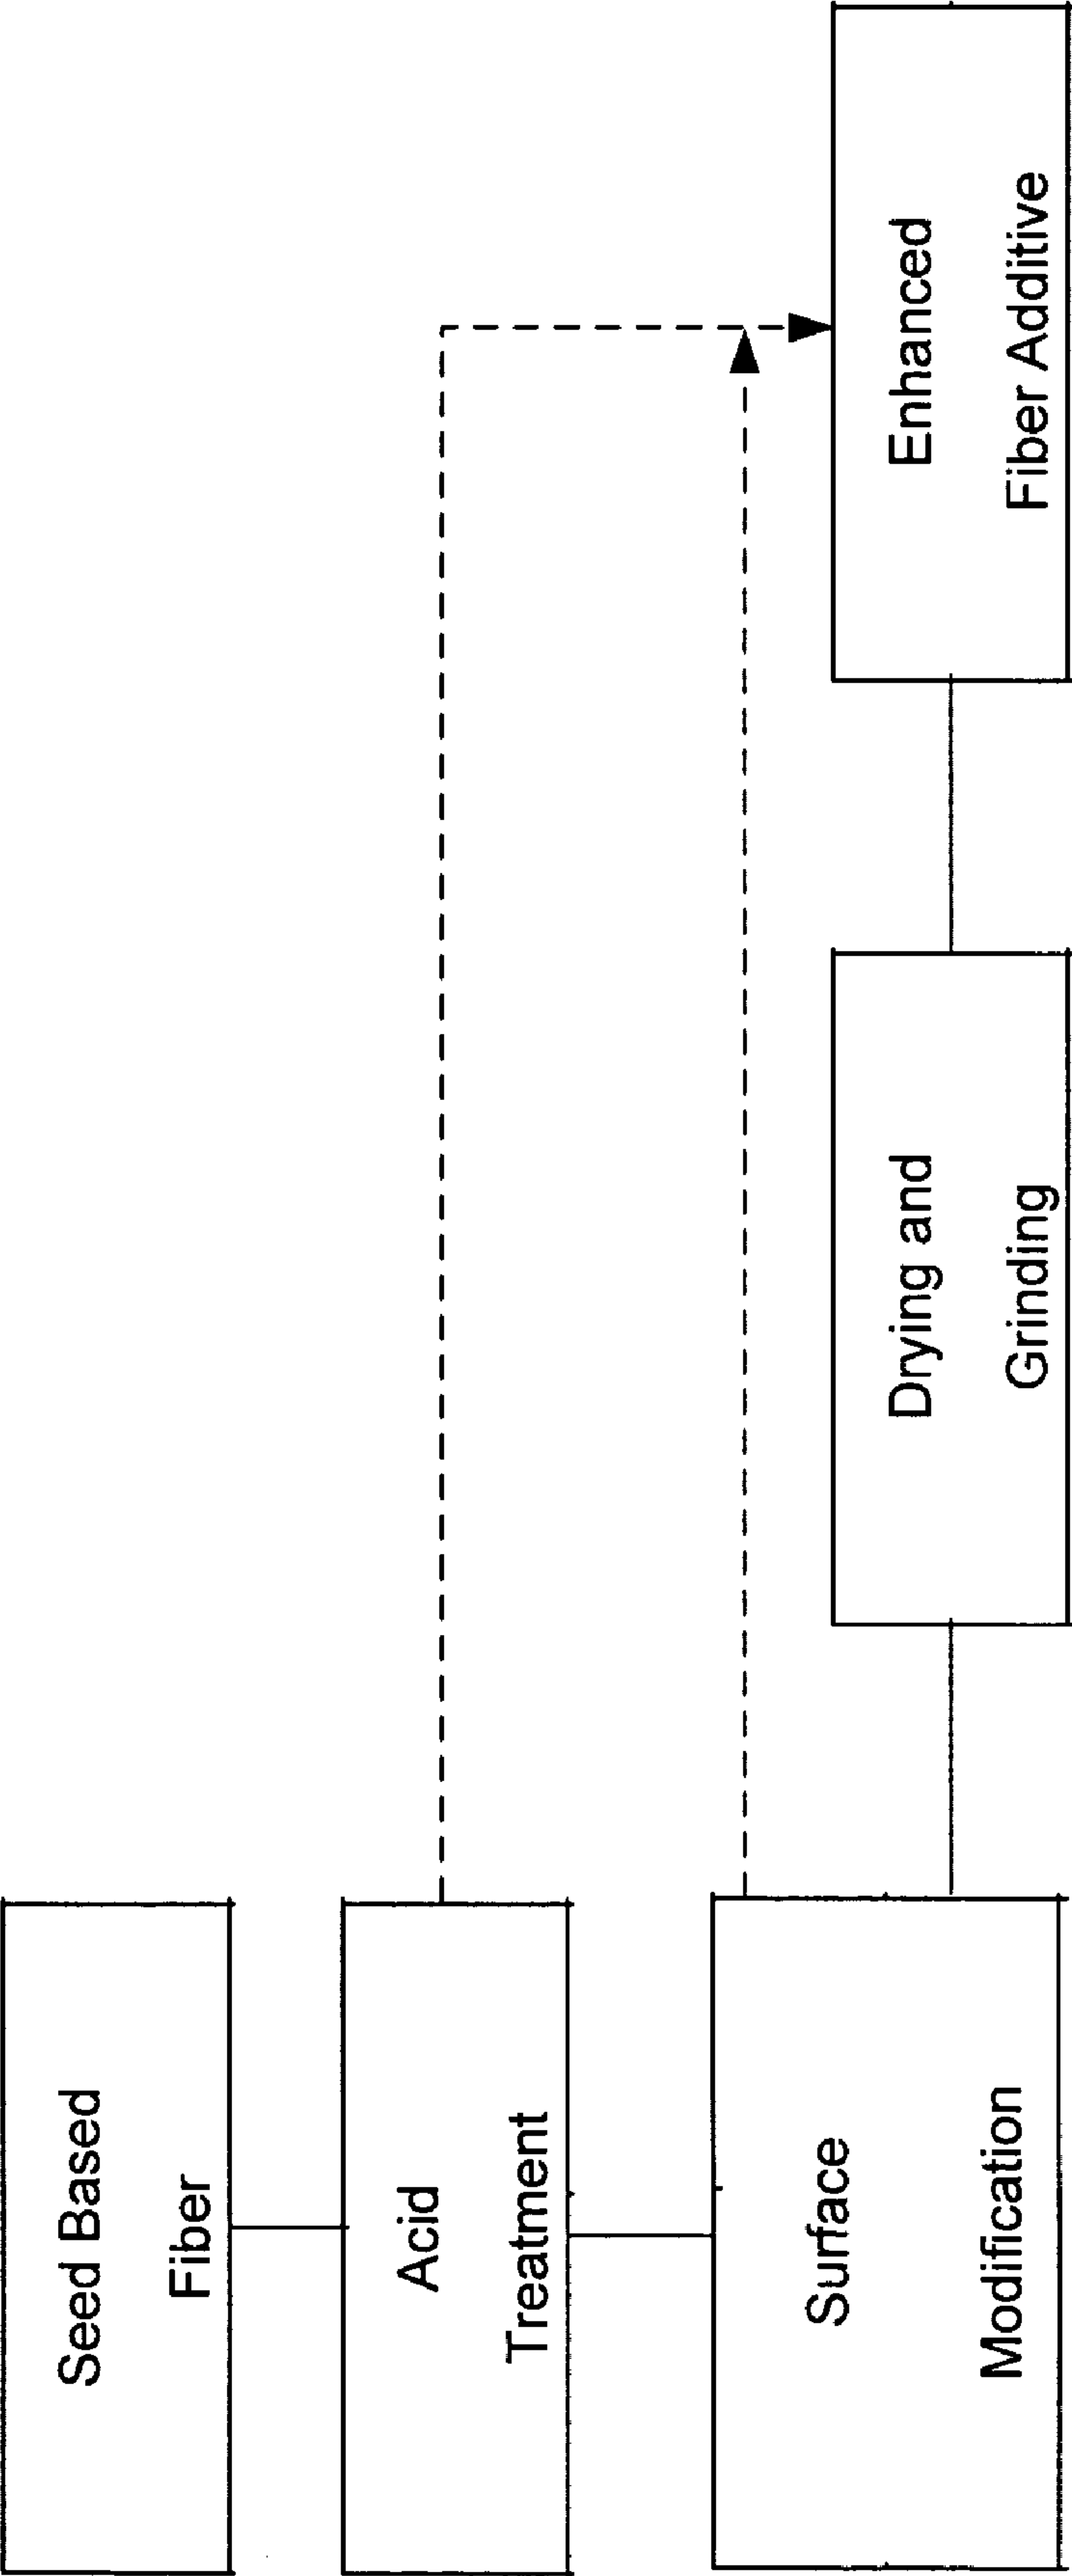 Seed Based
Fiber
Acid
Treatment
Surface
Modification
Drying and
Grinding
Enhanced
Fiber Additive